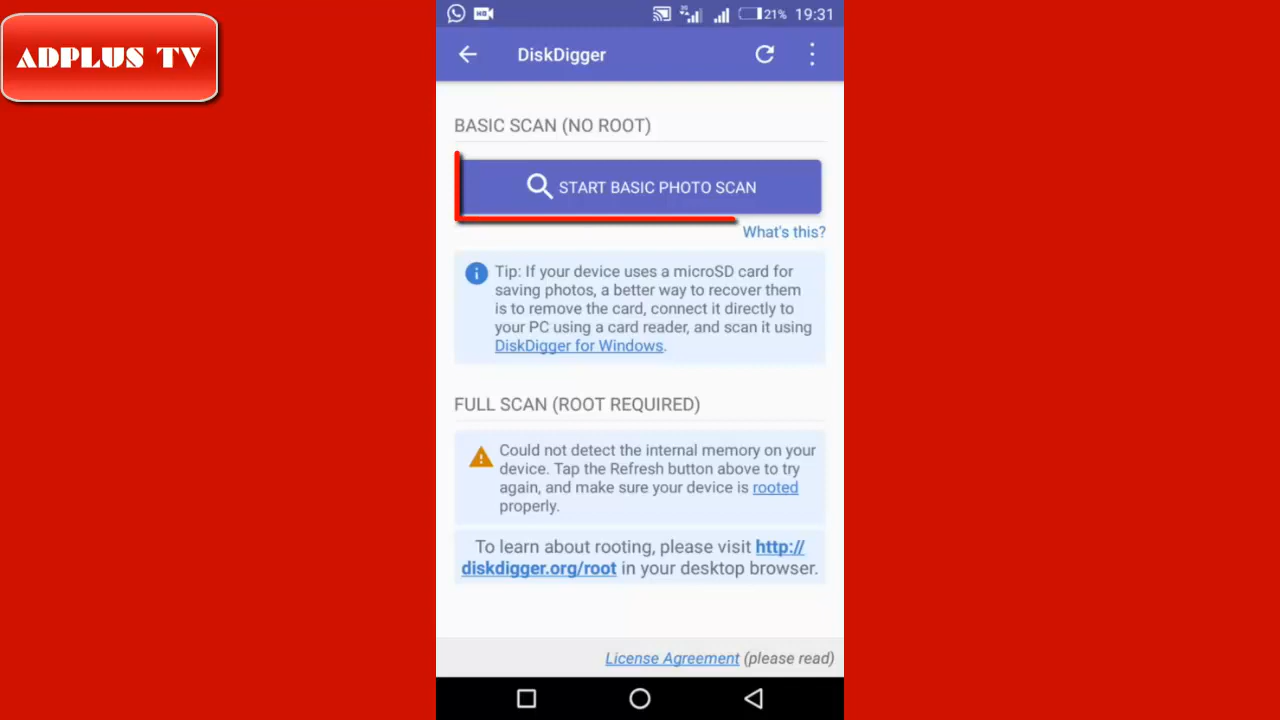 ADPLUS TV
HD
2G
21% 19:31
DiskDigger
BASIC SCAN (NO ROOT)
START BASIC PHOTO SCAN
What's this?
Tip: If your device uses a microSD card for
saving photos, a better way to recover them
is to remove the card, connect it directly to
your PC using a card reader, and scan it using
DiskDigger for Windows.
FULL SCAN (ROOT REQUIRED)
Could not detect the internal memory on your
device. Tap the Refresh button above to try
again, and make sure your device is rooted
properly.
To learn about rooting, please visit http://
diskdigger.org/root in your desktop browser.
License Agreement (please read)